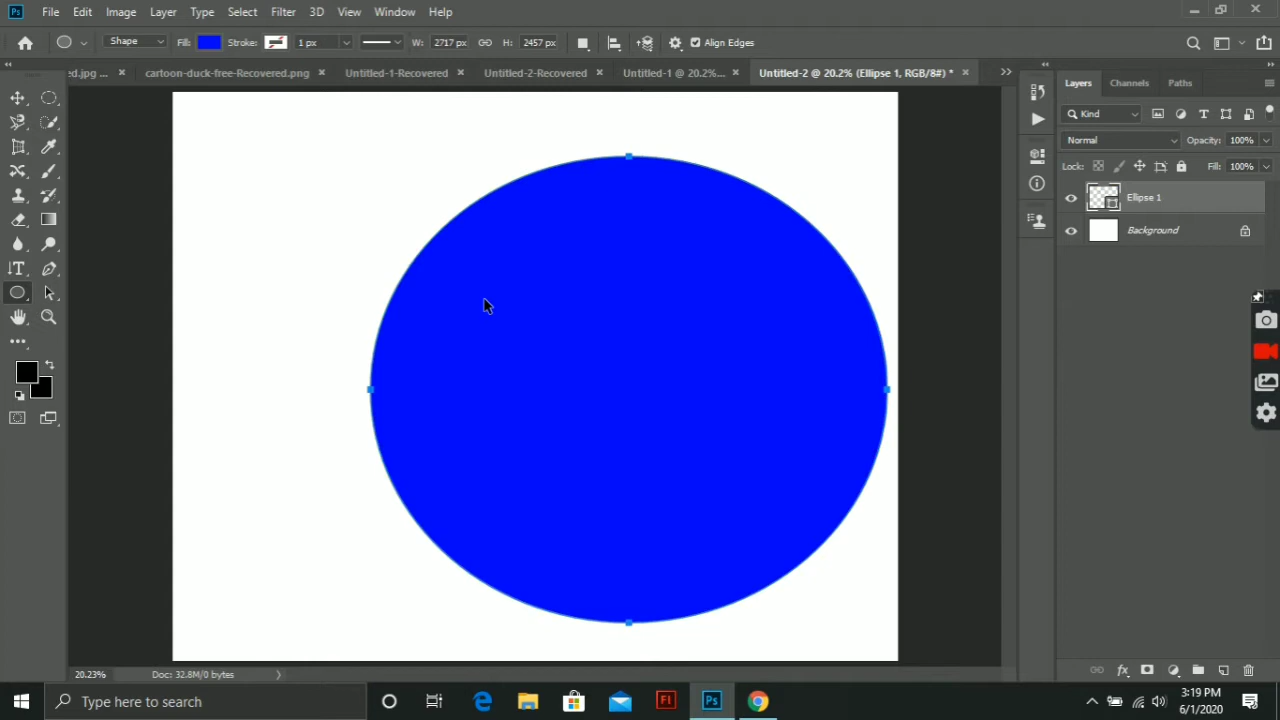 Ps File Edit Image Layer Type Select Filter 3D View Window Help
Shape Fill: Stroke: 1 px W: 2717 px H: 2457 px Align Edges
ed.jpg ... × cartoon-duck-free-Recovered.png × Untitled-1-Recovered × Untitled-2-Recovered × Untitled-1 @ 20.2%... × Untitled-2 @ 20.2% (Ellipse 1, RGB/8#) * ×
Layers Channels Paths
Kind
Normal Opacity: 100%
Lock: Fill: 100%
Ellipse 1
Background
20.23% Doc: 32.8M/0 bytes
Type here to search
Fl Ps
3:19 PM
6/1/2020